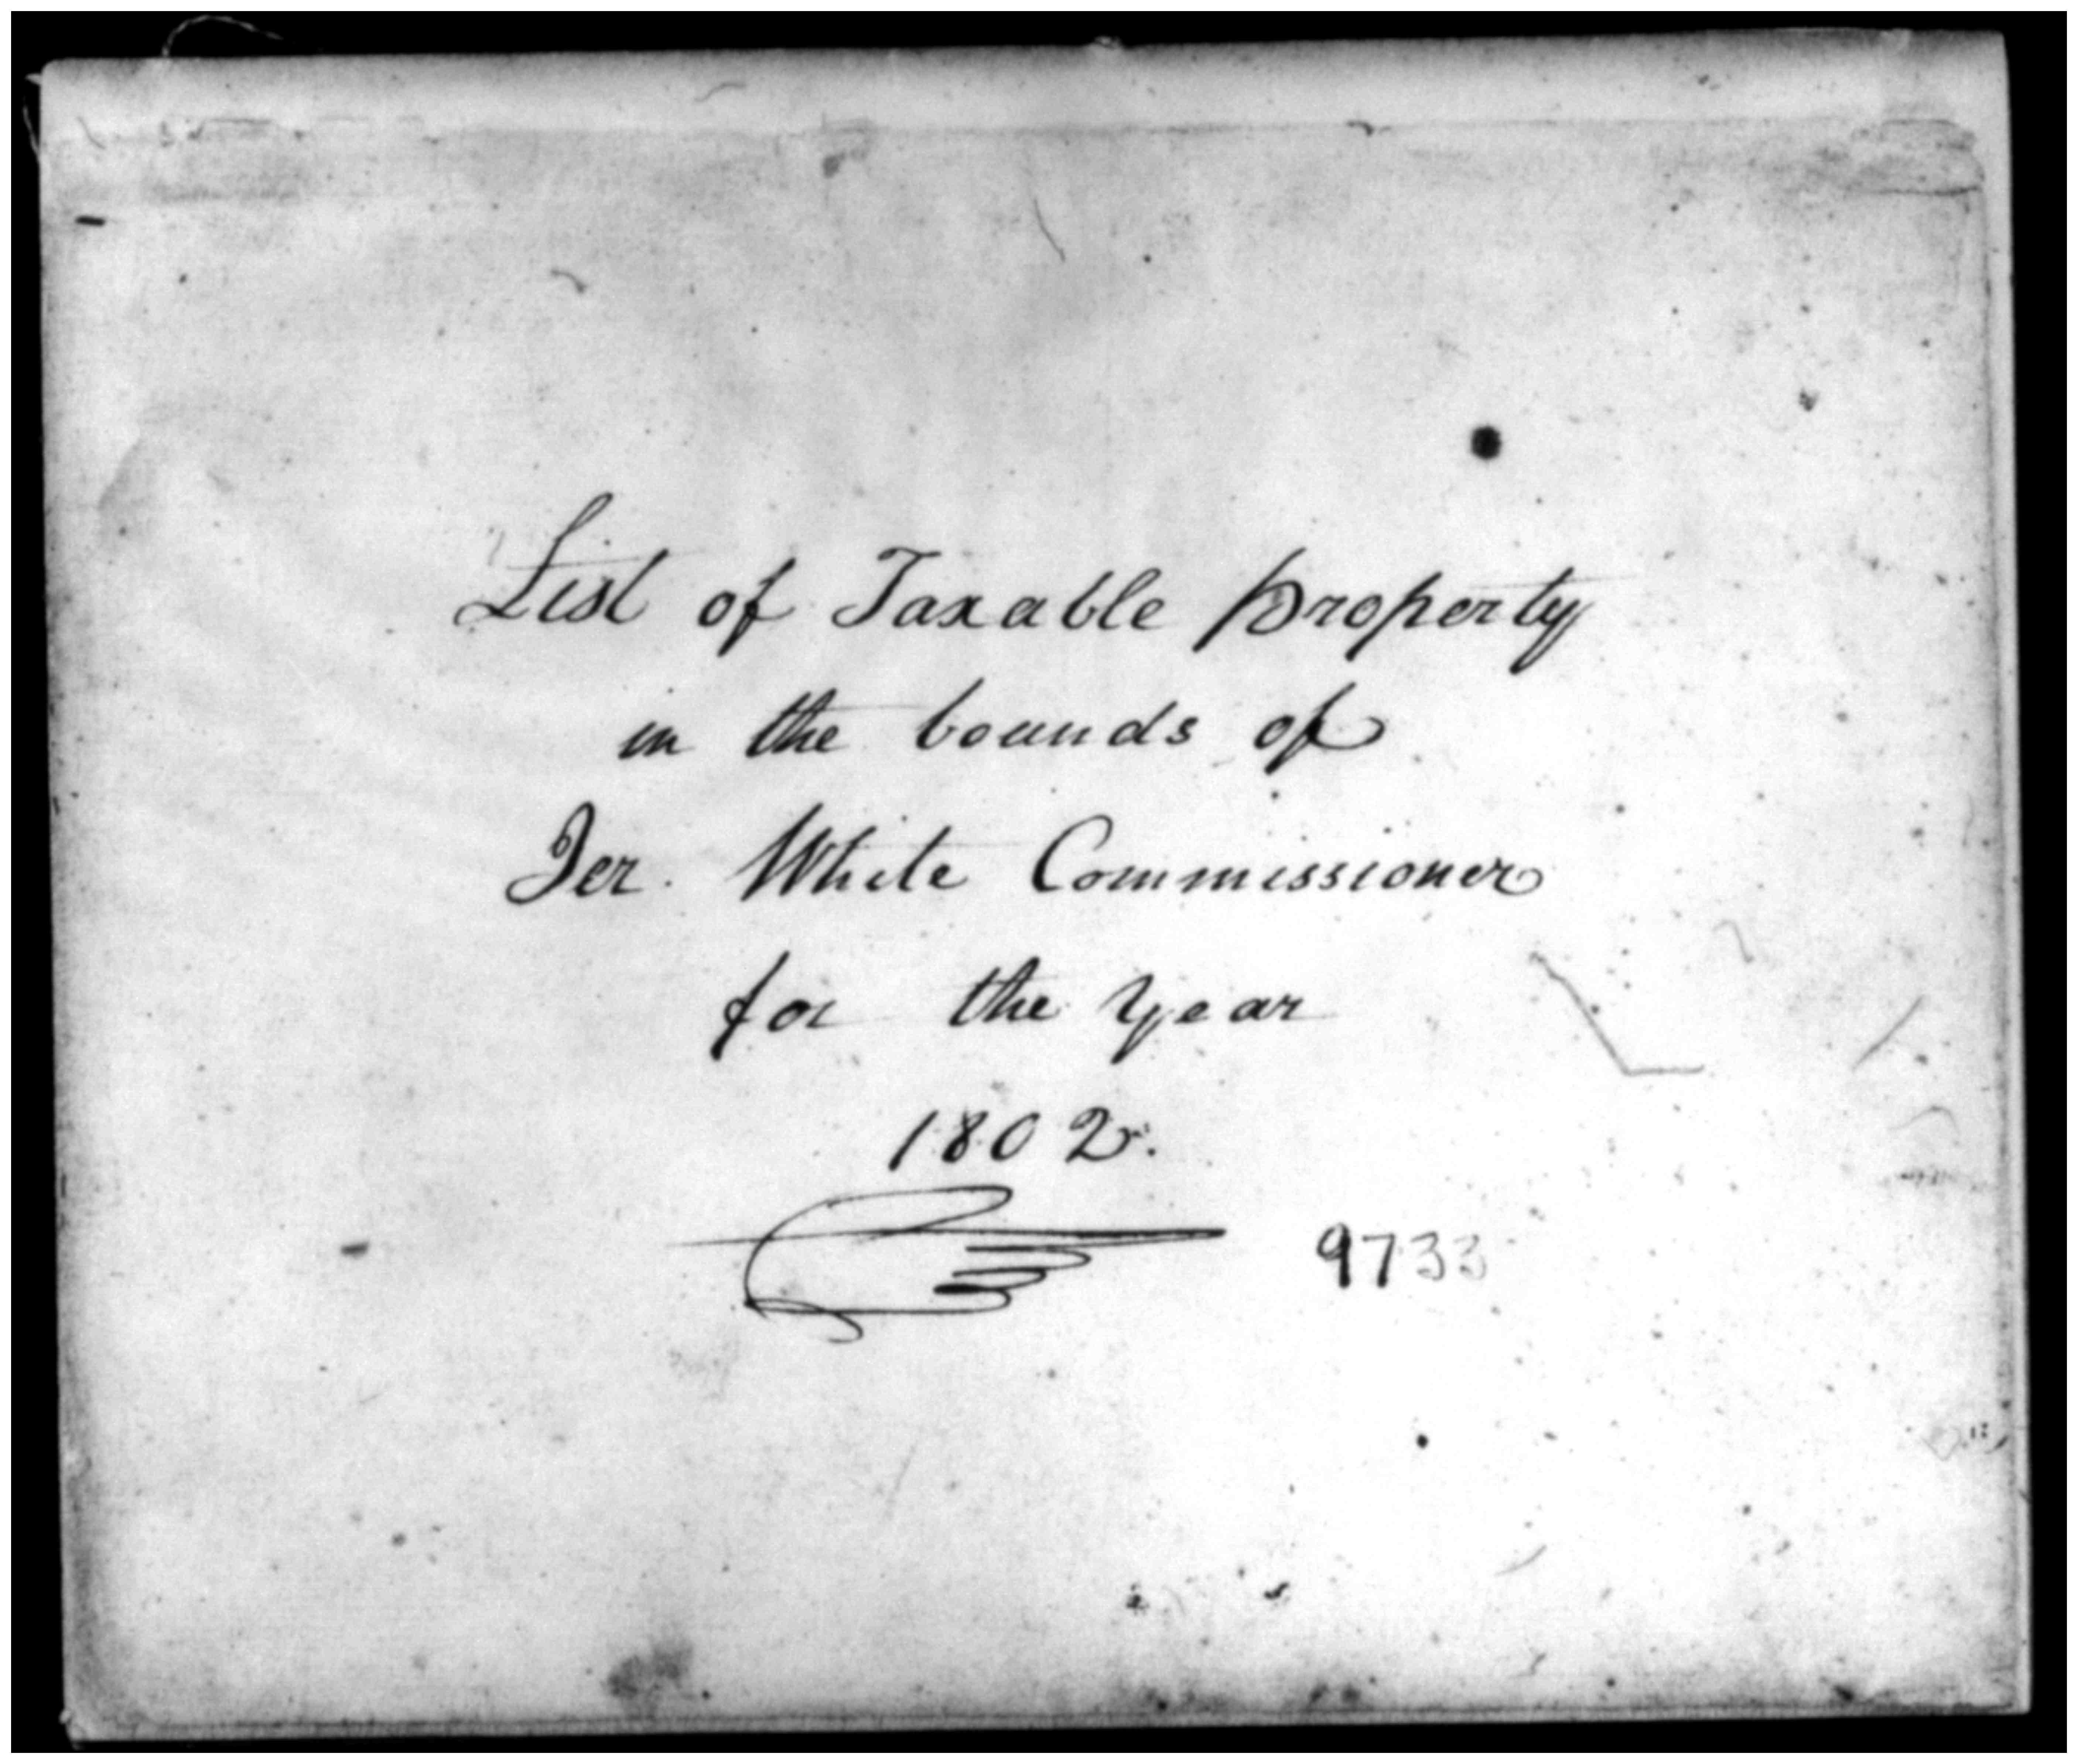 List of Taxable property
in the bounds of
Jer. White Commissioner
for the year
1802.
9733